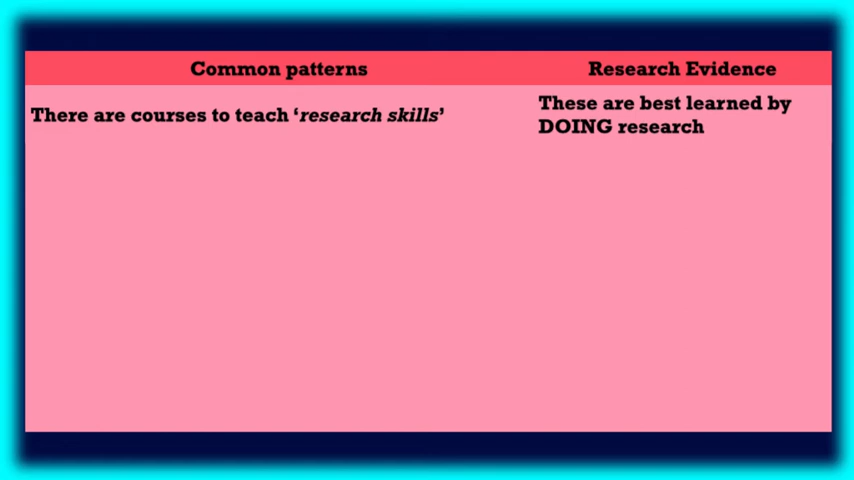 Common patterns
Research Evidence
There are courses to teach ‘research skills’
These are best learned by
DOING research